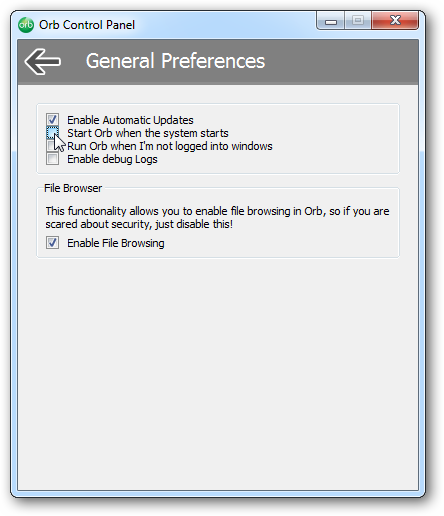 orb Orb Control Panel
General Preferences
Enable Automatic Updates
Start Orb when the system starts
Run Orb when I'm not logged into windows
Enable debug Logs
File Browser
This functionality allows you to enable file browsing in Orb, so if you are
scared about security, just disable this!
Enable File Browsing